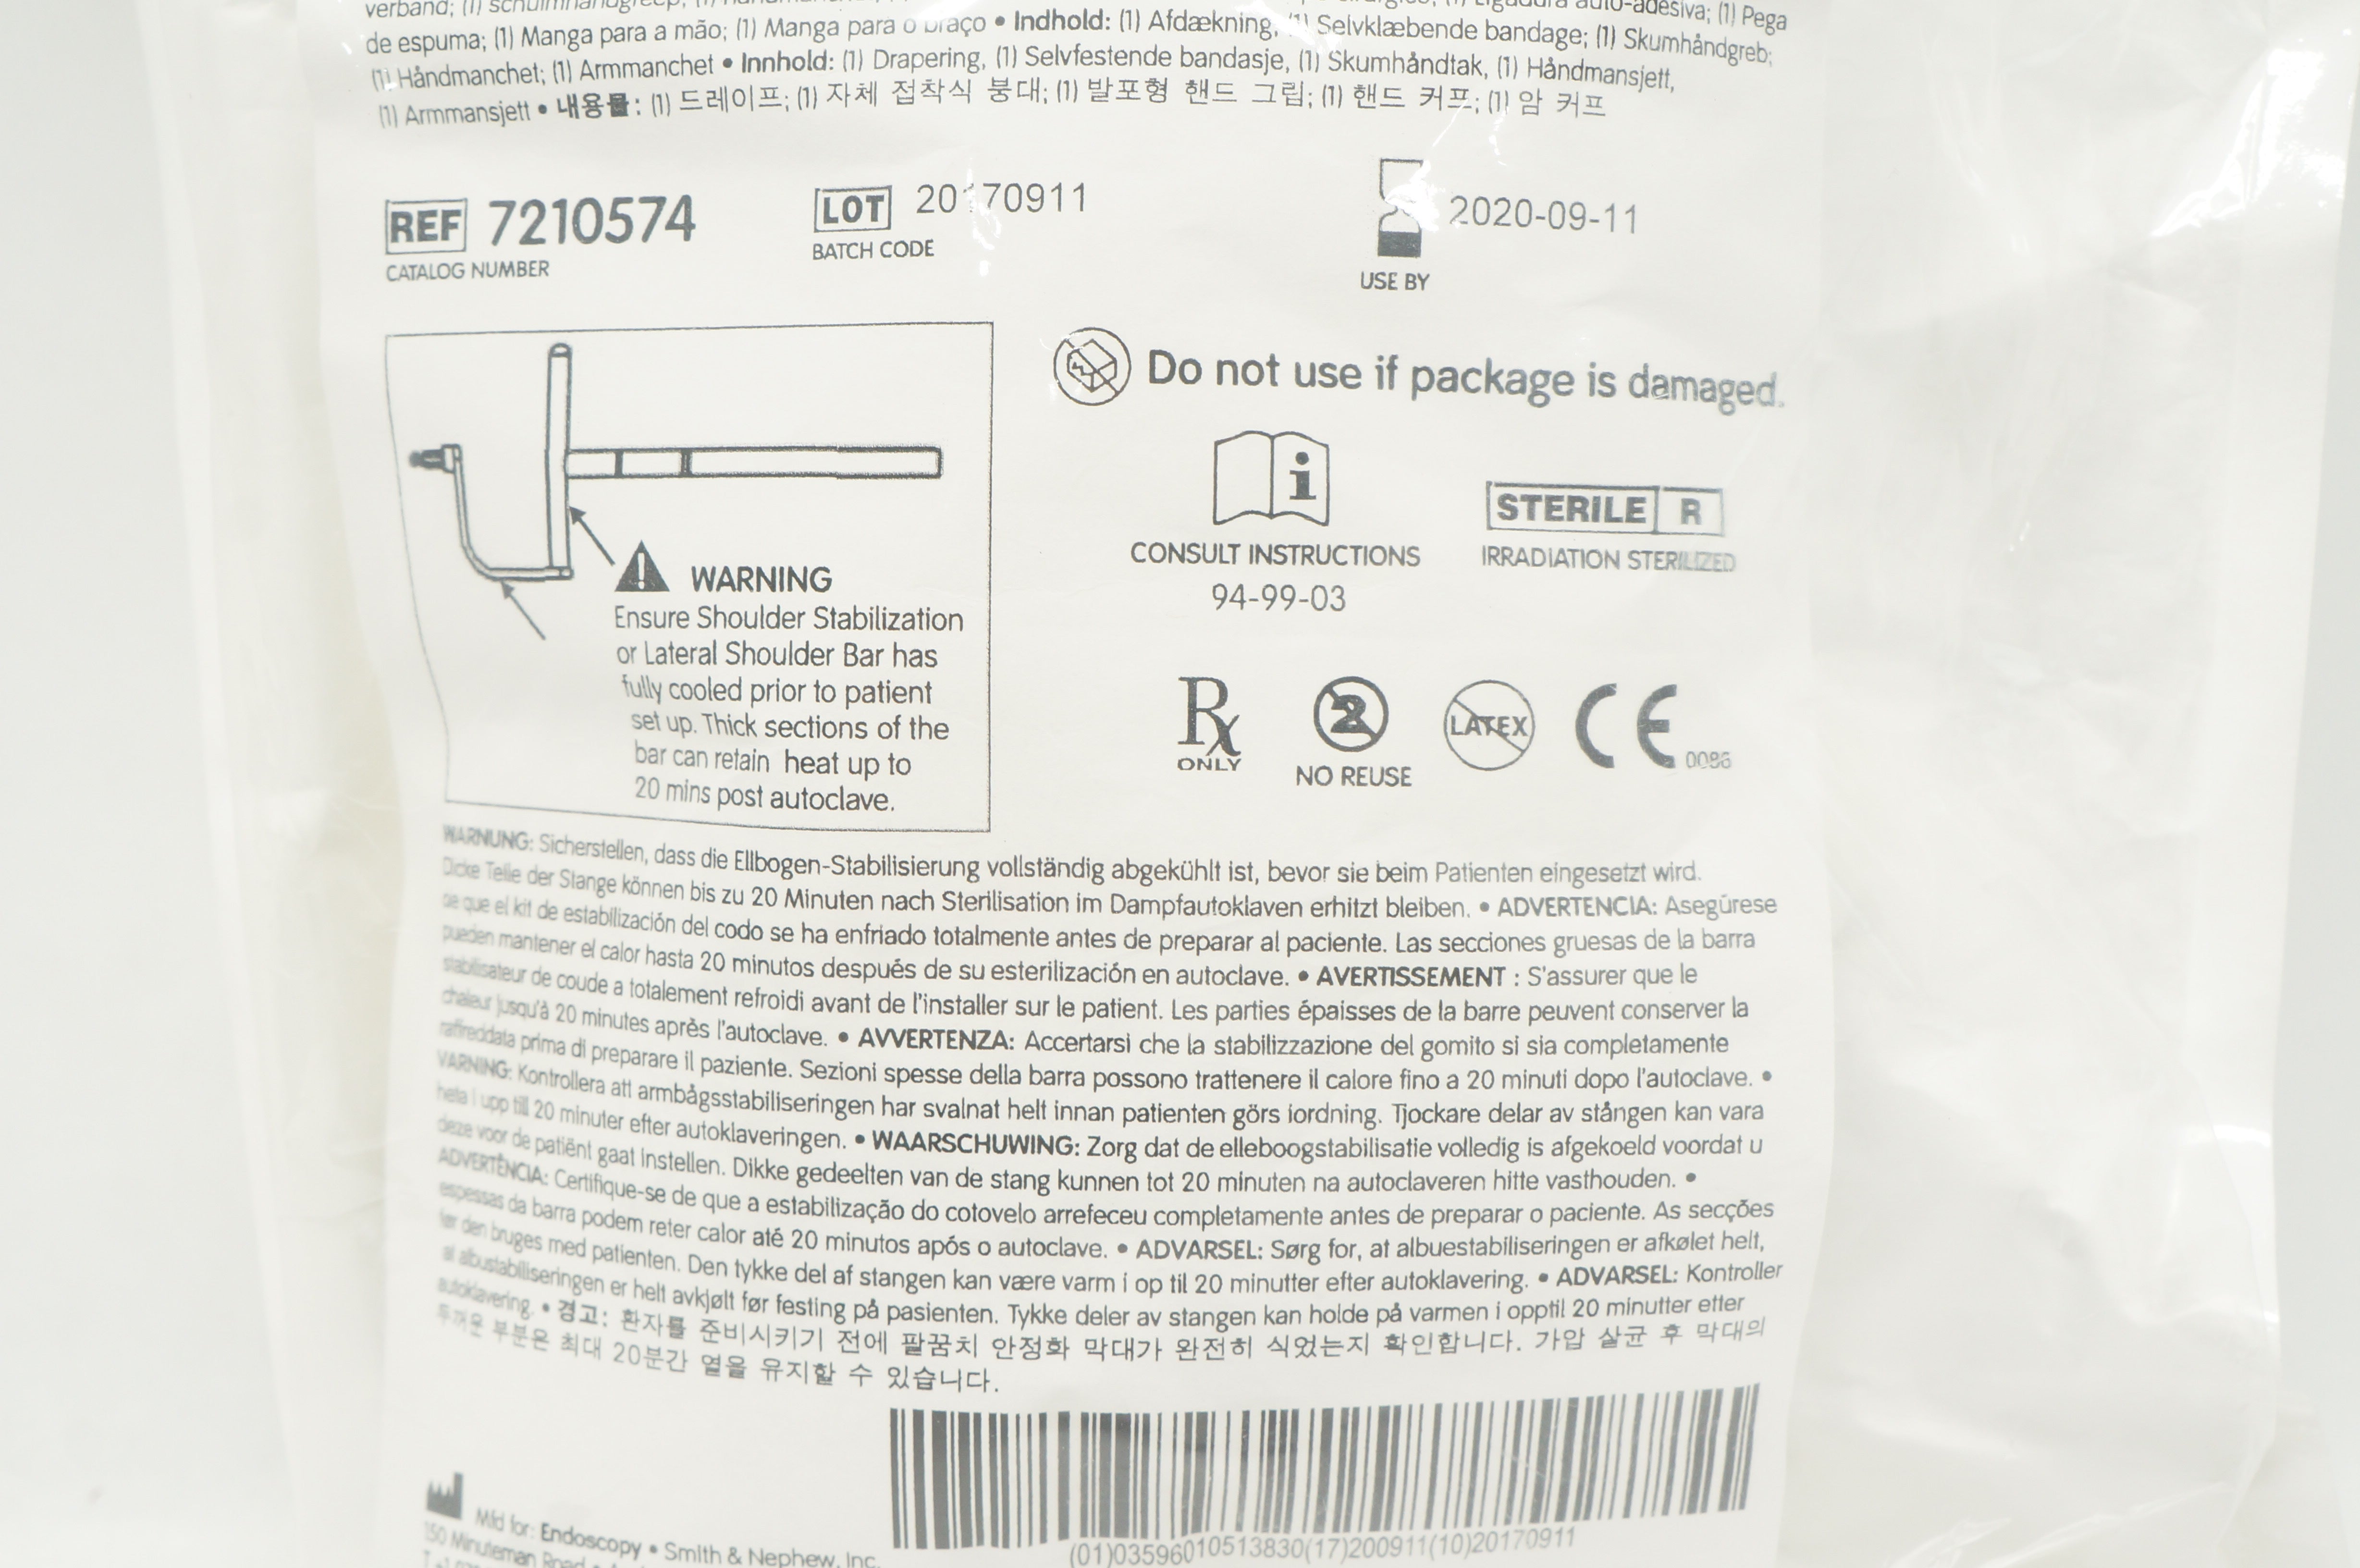 verband; (1)
auto-adesiva; (1) Pega
de espuma; (1) Manga para a mão; (1) Manga para o braço • Indhold: (1) Afdækning, (1) Selvklæbende bandage; (1) Skumhåndgreb;
(1) Håndmanchet; (1) Armmanchet • Innhold: (1) Drapering, (1) Selvfestende bandasje, (1) Skumhåndtak, (1) Håndmansjett,
(1) Armmansjett • 내용물: (1) 드레이프; (1) 자체 접착식 붕대; (1) 발포형 핸드 그립; (1) 핸드 커프; (1) 암 커프
REF 7210574
CATALOG NUMBER
LOT 20170911
BATCH CODE
2020-09-11
USE BY
Do not use if package is damaged.
CONSULT INSTRUCTIONS
94-99-03
STERILE R
IRRADIATION STERILIZED
WARNING
Ensure Shoulder Stabilization
or Lateral Shoulder Bar has
fully cooled prior to patient
set up. Thick sections of the
bar can retain heat up to
20 mins post autoclave.
Rx
ONLY
2
NO REUSE
LATEX
CE 0086
WARNUNG: Sicherstellen, dass die Ellbogen-Stabilisierung vollständig abgekühlt ist, bevor sie beim Patienten eingesetzt wird.
Dicke Teile der Stange können bis zu 20 Minuten nach Sterilisation im Dampfautoklaven erhitzt bleiben. • ADVERTENCIA: Asegúrese
de que el kit de estabilización del codo se ha enfriado totalmente antes de preparar al paciente. Las secciones gruesas de la barra
pueden mantener el calor hasta 20 minutos después de su esterilización en autoclave. • AVERTISSEMENT : S'assurer que le
stabilisateur de coude a totalement refroidi avant de l'installer sur le patient. Les parties épaisses de la barre peuvent conserver la
chaleur jusqu'à 20 minutes après l'autoclave. • AVVERTENZA: Accertarsi che la stabilizzazione del gomito si sia completamente
raffreddata prima di preparare il paziente. Sezioni spesse della barra possono trattenere il calore fino a 20 minuti dopo l'autoclave. •
VARNING: Kontrollera att armbågsstabiliseringen har svalnat helt innan patienten görs iordning. Tjockare delar av stången kan vara
heta i upp till 20 minuter efter autoklaveringen. • WAARSCHUWING: Zorg dat de elleboogstabilisatie volledig is afgekoeld voordat u
deze voor de patiënt gaat instellen. Dikke gedeelten van de stang kunnen tot 20 minuten na autoclaveren hitte vasthouden. •
ADVERTÊNCIA: Certifique-se de que a estabilização do cotovelo arrefeceu completamente antes de preparar o paciente. As secções
espessas da barra podem reter calor até 20 minutos após o autoclave. • ADVARSEL: Sørg for, at albuestabiliseringen er afkølet helt,
før den bruges med patienten. Den tykke del af stangen kan være varm i op til 20 minutter efter autoklavering. • ADVARSEL: Kontroller
at albustabiliseringen er helt avkjølt før festing på pasienten. Tykke deler av stangen kan holde på varmen i opptil 20 minutter etter
autoklavering. • 경고: 환자를 준비시키기 전에 팔꿈치 안정화 막대가 완전히 식었는지 확인합니다. 가압 살균 후 막대의
두꺼운 부분은 최대 20분간 열을 유지할 수 있습니다.
(01)03596010513830(17)200911(10)20170911
Mfd for: Endoscopy • Smith & Nephew, Inc.
150 Minuteman Road